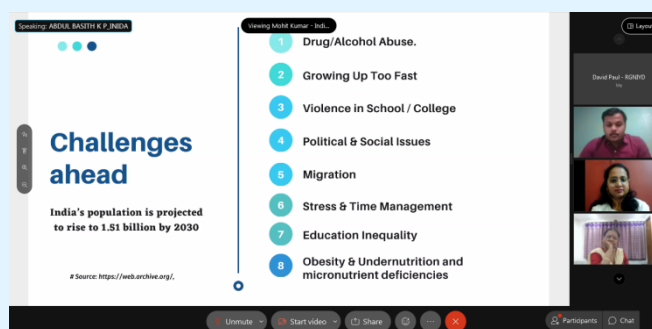 Speaking: ABDUL BASITH K P_INIDA
Viewing Mohit Kumar - Indi...
Layou
1 Drug/Alcohol Abuse.
2 Growing Up Too Fast
3 Violence in School / College
4 Political & Social Issues
5 Migration
6 Stress & Time Management
7 Education Inequality
8 Obesity & Undernutrition and
micronutrient deficiencies
Challenges
ahead
India's population is projected
to rise to 1.51 billion by 2030
# Source: https://web.archive.org/,
David Paul - RGNIYD
Unmute
Start video
Share
Participants
Chat